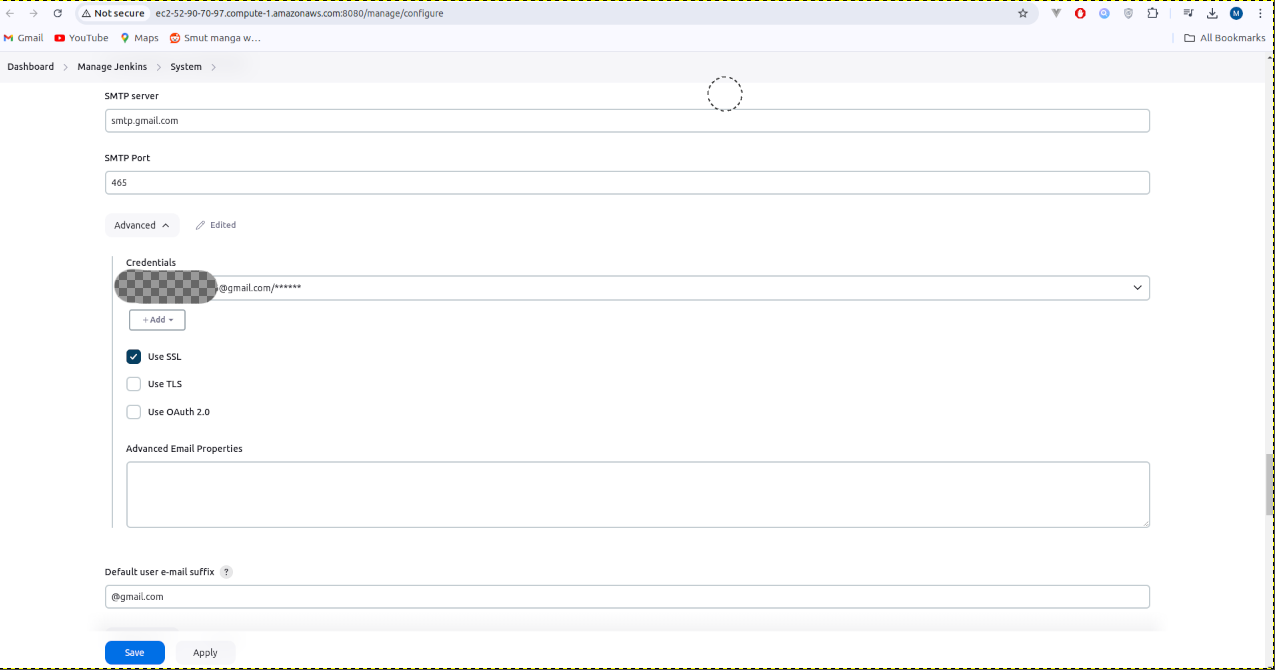 Not secure ec2-52-90-70-97.compute-1.amazonaws.com:8080/manage/configure M
Gmail YouTube Maps Smut manga w... All Bookmarks
Dashboard Manage Jenkins System
SMTP server
smtp.gmail.com
SMTP Port
465
Advanced Edited
Credentials
@gmail.com/******
+ Add
Use SSL
Use TLS
Use OAuth 2.0
Advanced Email Properties
Default user e-mail suffix ?
@gmail.com
Save Apply